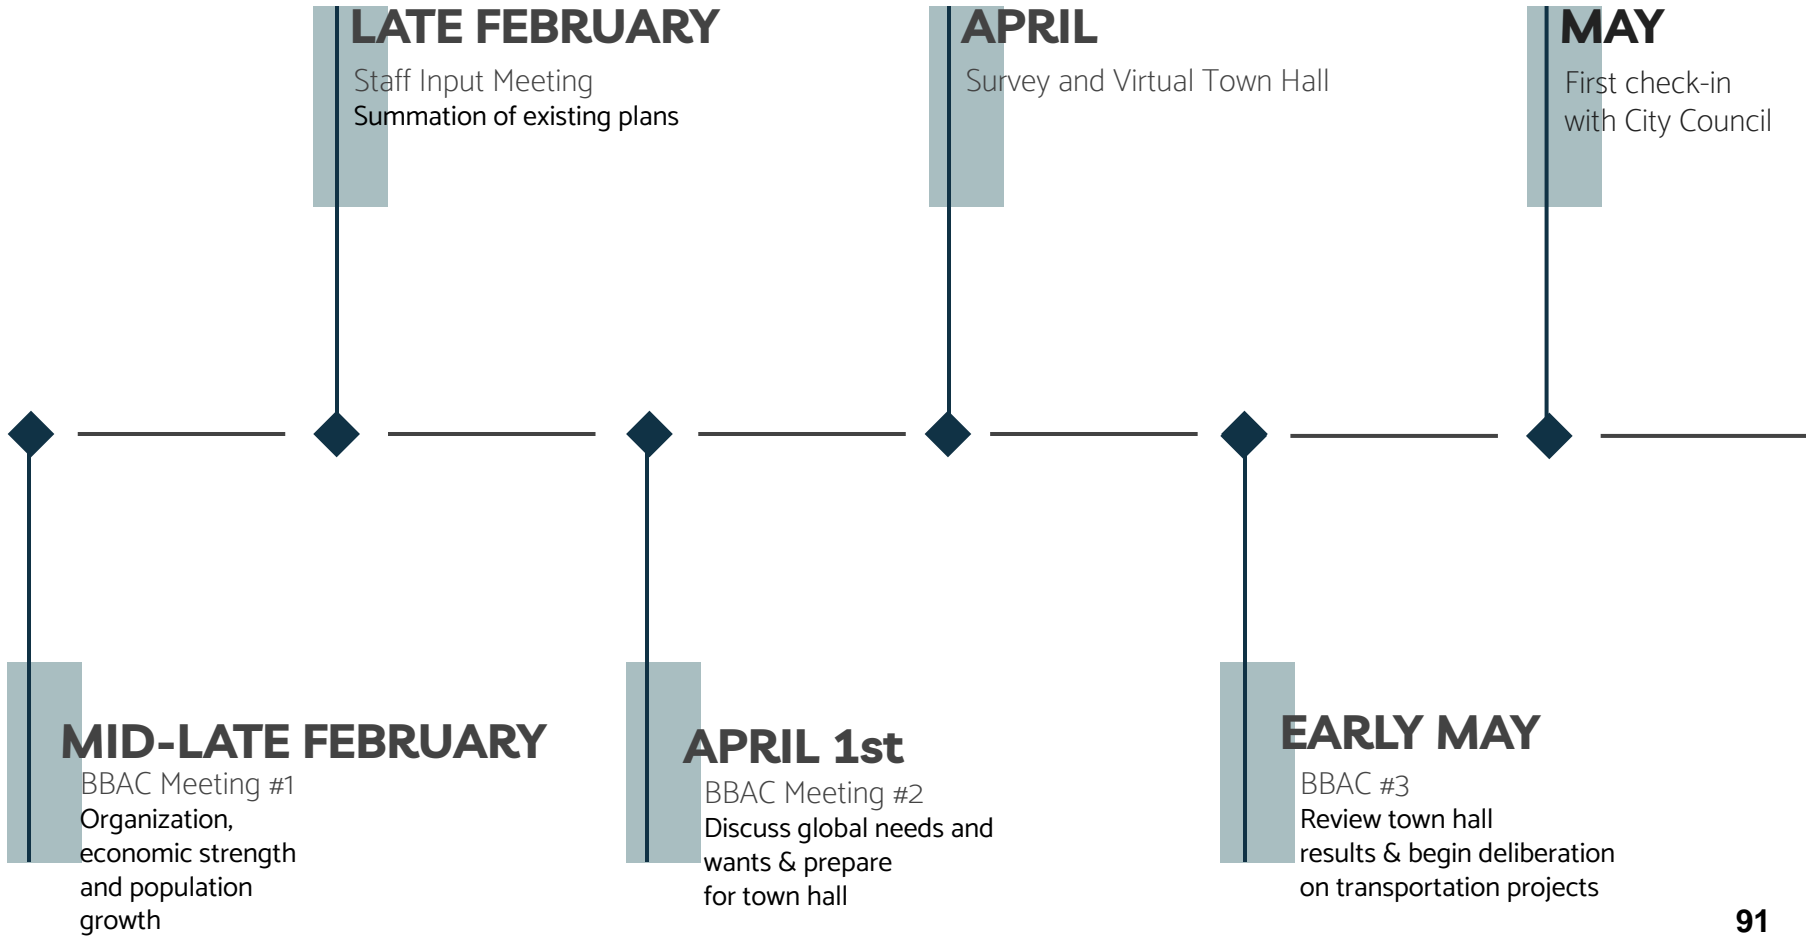 LATE FEBRUARY
Staff Input Meeting
Summation of existing plans
APRIL
Survey and Virtual Town Hall
MAY
First check-in
with City Council
MID-LATE FEBRUARY
BBAC Meeting #1
Organization,
economic strength
and population
growth
APRIL 1st
BBAC Meeting #2
Discuss global needs and
wants & prepare
for town hall
EARLY MAY
BBAC #3
Review town hall
results & begin deliberation
on transportation projects
91